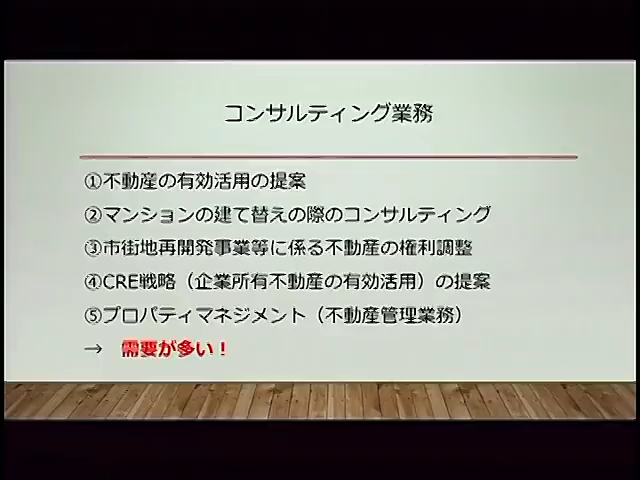 コンサルティング業務
①不動産の有効活用の提案
②マンションの建て替えの際のコンサルティング
③市街地再開発事業等に係る不動産の権利調整
④CRE戦略（企業所有不動産の有効活用）の提案
⑤プロパティマネジメント（不動産管理業務）
→　需要が多い！